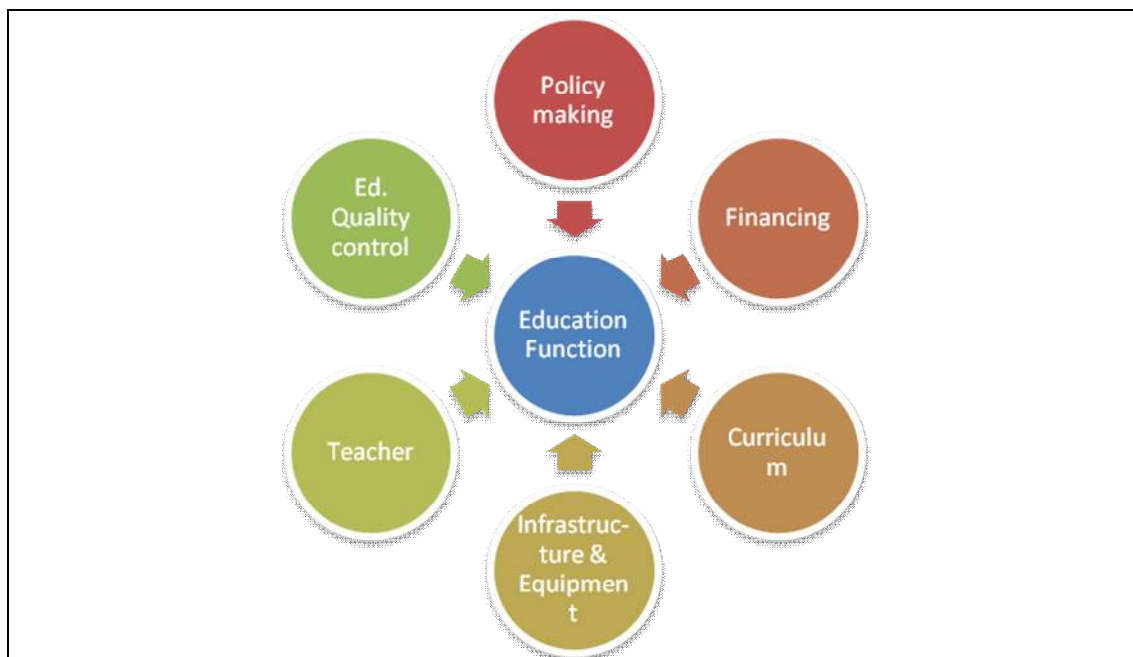 Policy
making
Financing
Curriculu
m
Infrastruc-
ture &
Equipmen
t
Teacher
Ed.
Quality
control
Education
Function